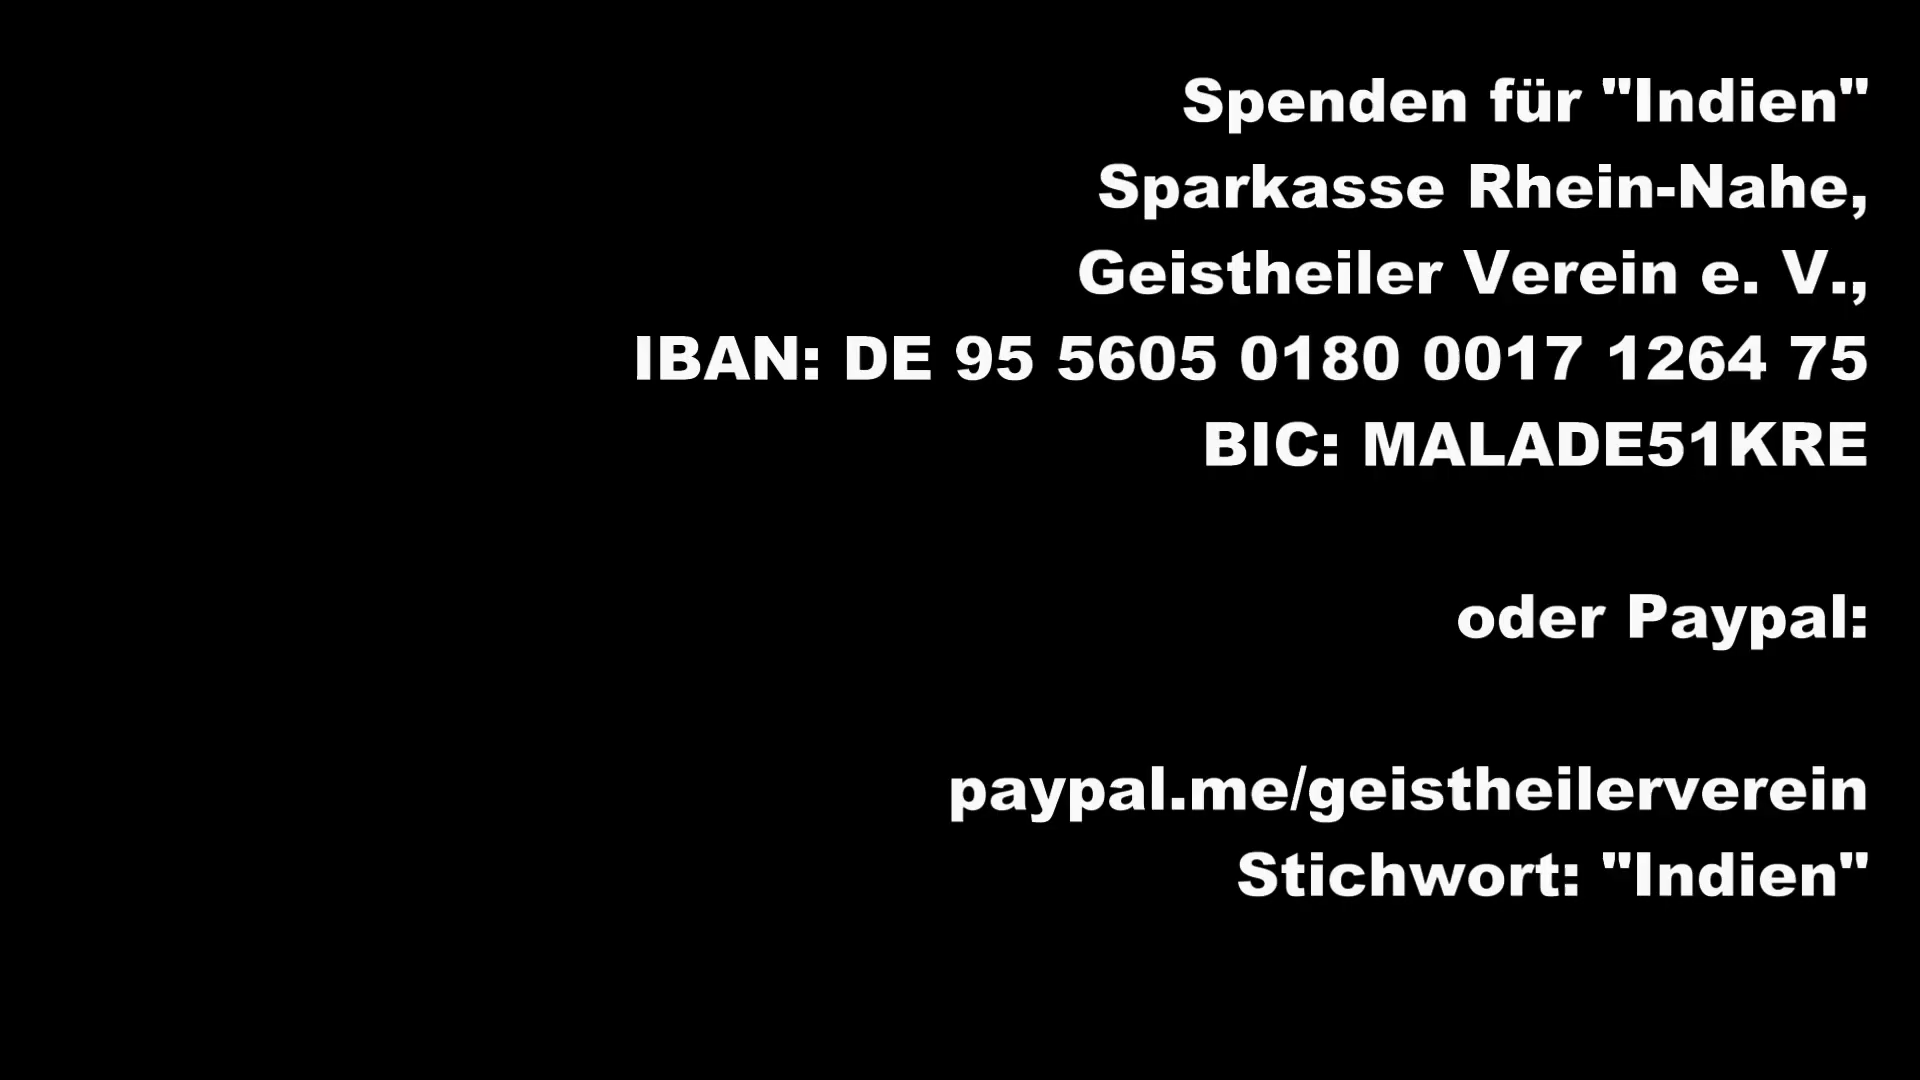 Spenden für "Indien"
Sparkasse Rhein-Nahe,
Geistheiler Verein e. V.,
IBAN: DE 95 5605 0180 0017 1264 75
BIC: MALADE51KRE
oder Paypal:
paypal.me/geistheilerverein
Stichwort: "Indien"